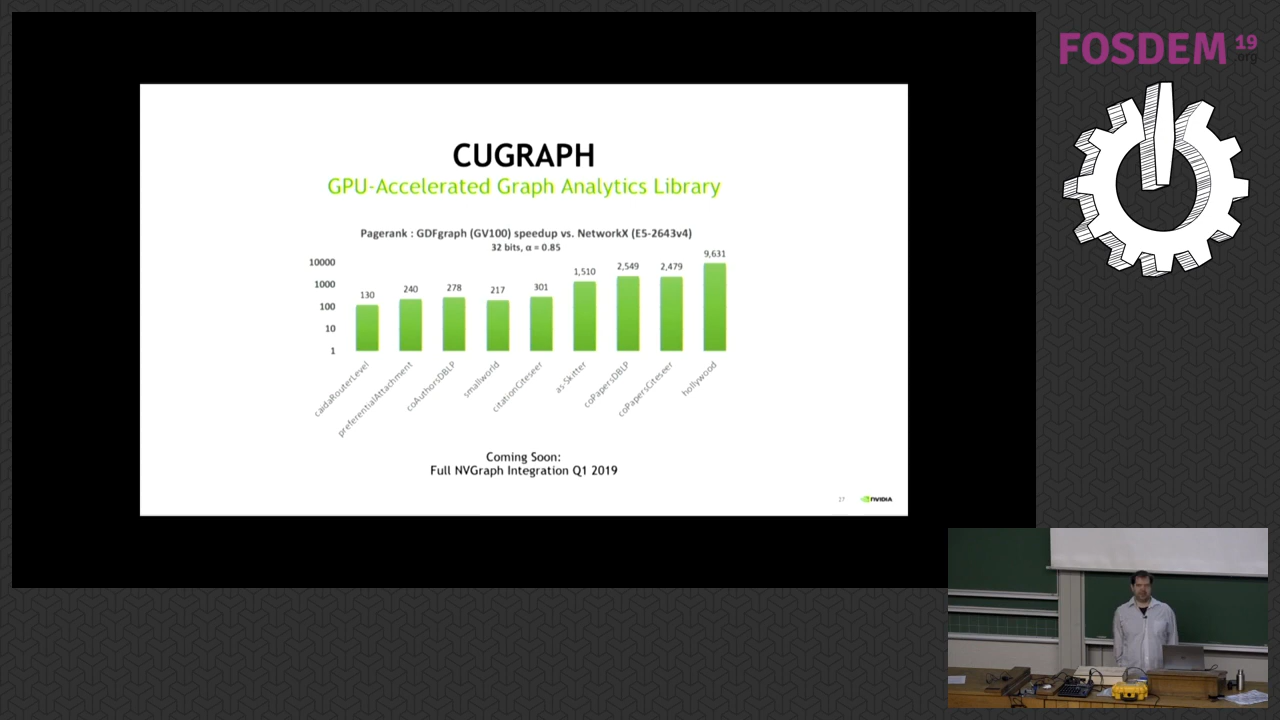 FOSDEM 19
.org
CUGRAPH
GPU-Accelerated Graph Analytics Library
Pagerank : GDFgraph (GV100) speedup vs. NetworkX (E5-2643v4)
32 bits, α = 0.85
10000
1000
100
10
1
130
240
278
217
301
1,510
2,549
2,479
9,631
caidaRouterLevel
preferentialAttachment
coAuthorsDBLP
smallworld
citationCiteseer
as-Skitter
coPapersDBLP
coPapersCiteseer
hollywood
Coming Soon:
Full NVGraph Integration Q1 2019
27
NVIDIA